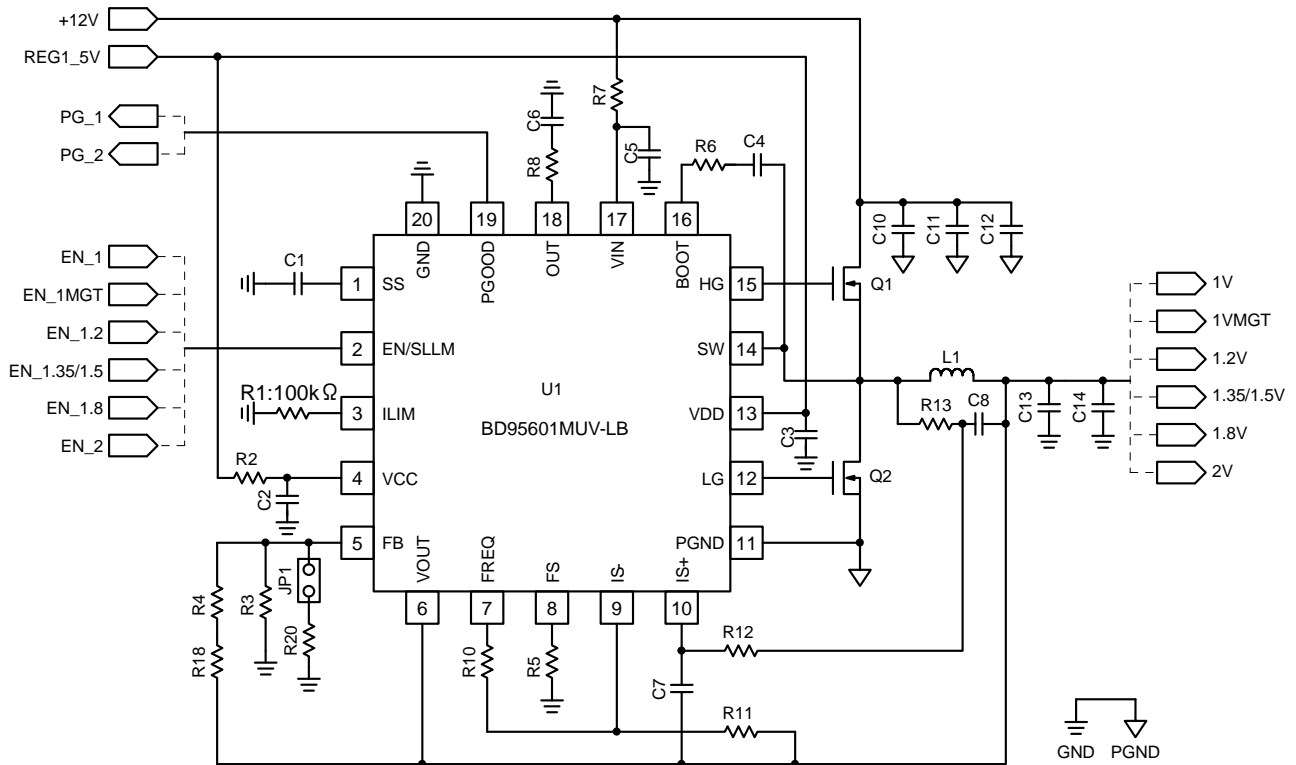 +12V
REG1_5V
PG_1
PG_2
C6
R8
R7
C5
R6
C4
C10
C11
C12
20
19
18
17
16
GND
PGOOD
OUT
VIN
BOOT
EN_1
EN_1MGT
EN_1.2
EN_1.35/1.5
EN_1.8
EN_2
C1
1
SS
2
EN/SLLM
R1:100kΩ
3
ILIM
R2
C2
4
VCC
5
FB
U1
BD95601MUV-LB
HG
15
SW
14
VDD
13
LG
12
PGND
11
Q1
Q2
C3
L1
R13
C8
C13
C14
1V
1VMGT
1.2V
1.35/1.5V
1.8V
2V
VOUT
FREQ
FS
IS-
IS+
6
7
8
9
10
R4
R18
R3
JP1
R20
R10
R5
C7
R12
R11
GND
PGND